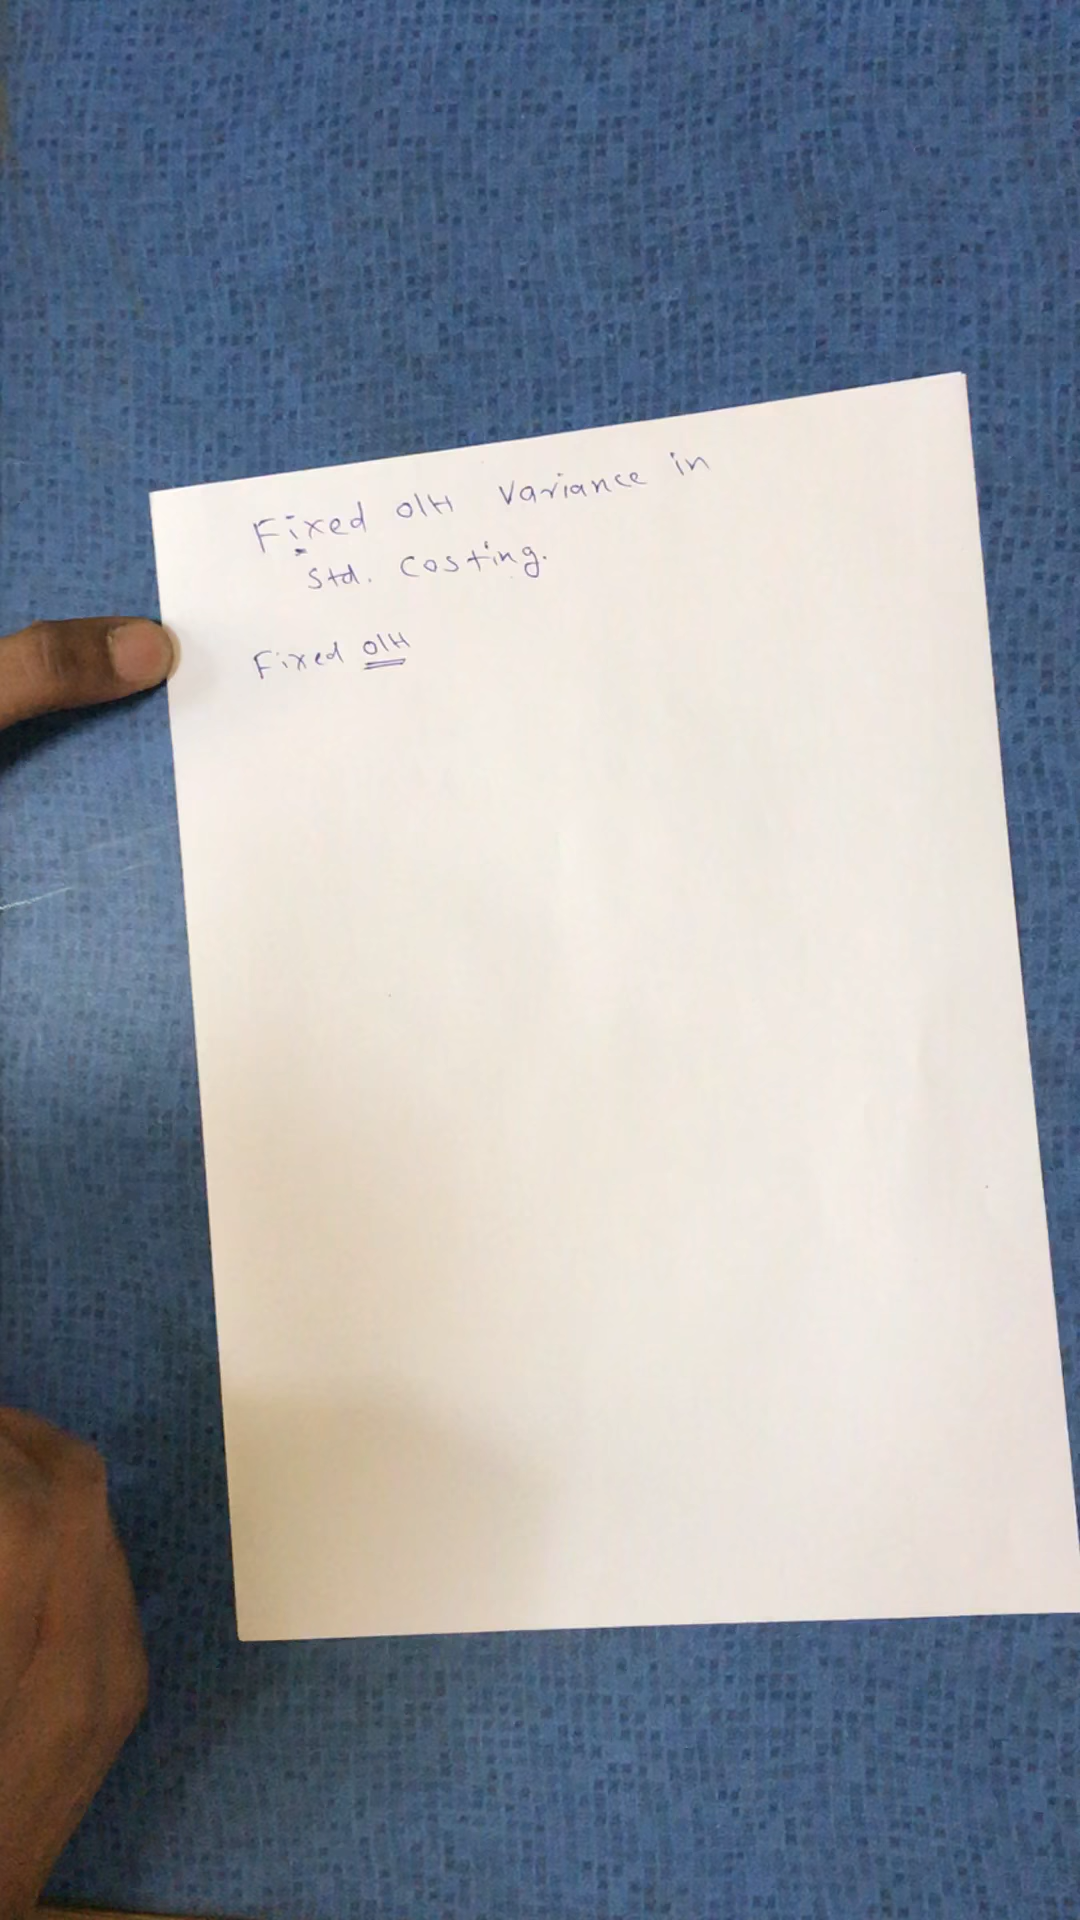 Fixed O/H Variance in
Std. Costing.
Fixed O/H